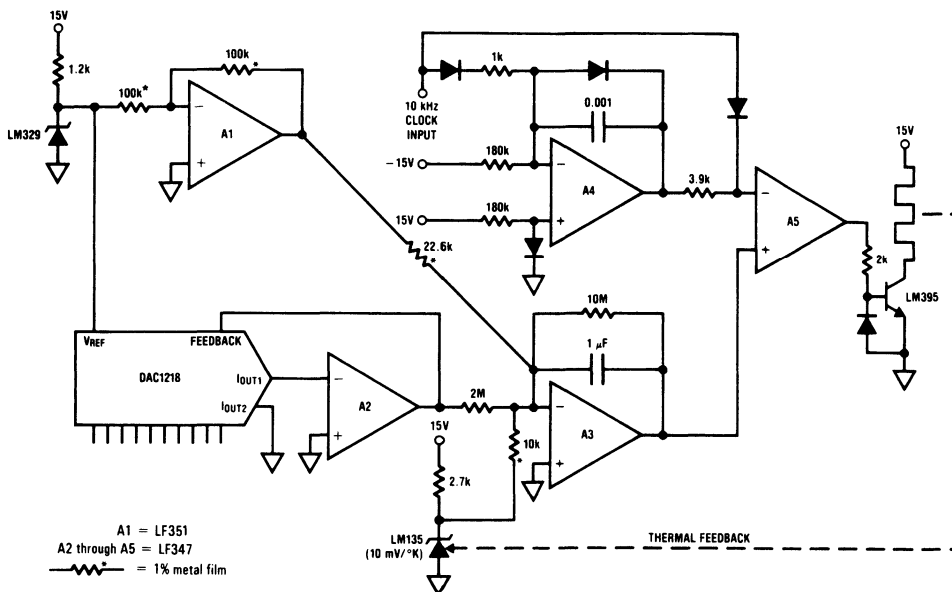 15V
1.2k
LM329
100k*
100k*
A1
10 kHz
CLOCK
INPUT
1k
0.001
-15V
180k
15V
180k
A4
3.9k
A5
15V
2k
LM395
22.6k
*
VREF
FEEDBACK
DAC1218
IOUT1
IOUT2
A2
2M
15V
2.7k
10k
*
10M
1 μF
A3
LM135
(10 mV/°K)
THERMAL FEEDBACK
A1 = LF351
A2 through A5 = LF347
* = 1% metal film
-
+
-
+
-
+
-
+
-
+